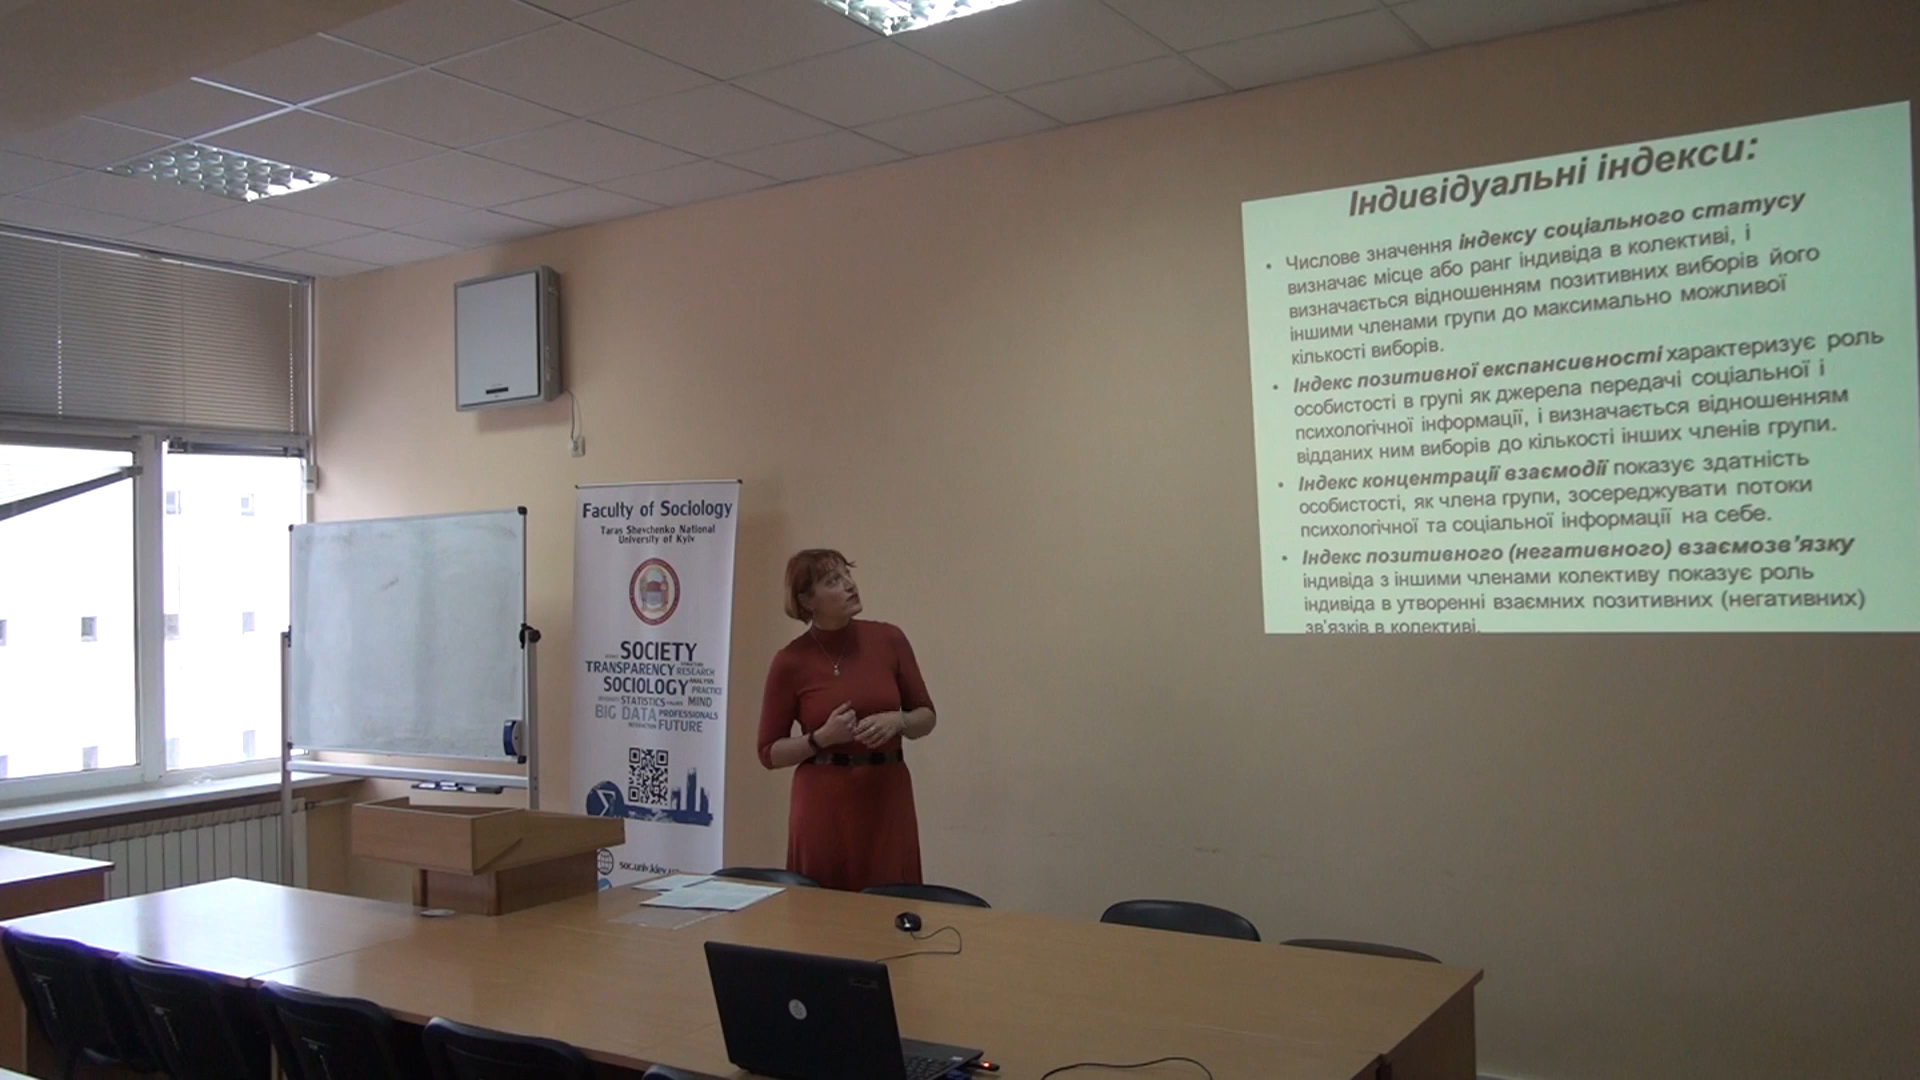 Faculty of Sociology
Taras Shevchenko National
University of Kyiv
SOCIETY
TRANSPARENCY RESEARCH
SOCIOLOGY ANALYSIS PRACTICE
STATISTICS MIND
BIG DATA PROFESSIONALS
FUTURE
Індивідуальні індекси:
• Числове значення індексу соціального статусу
визначає місце або ранг індивіда в колективі, і
визначається відношенням позитивних виборів його
іншими членами групи до максимально можливої
кількості виборів.
• Індекс позитивної експансивності характеризує роль
особистості в групі як джерела передачі соціальної і
психологічної інформації, і визначається відношенням
відданих ним виборів до кількості інших членів групи.
• Індекс концентрації взаємодії показує здатність
особистості, як члена групи, зосереджувати потоки
психологічної та соціальної інформації на себе.
• Індекс позитивного (негативного) взаємозв'язку
індивіда з іншими членами колективу показує роль
індивіда в утворенні взаємних позитивних (негативних)
зв'язків в колективі.